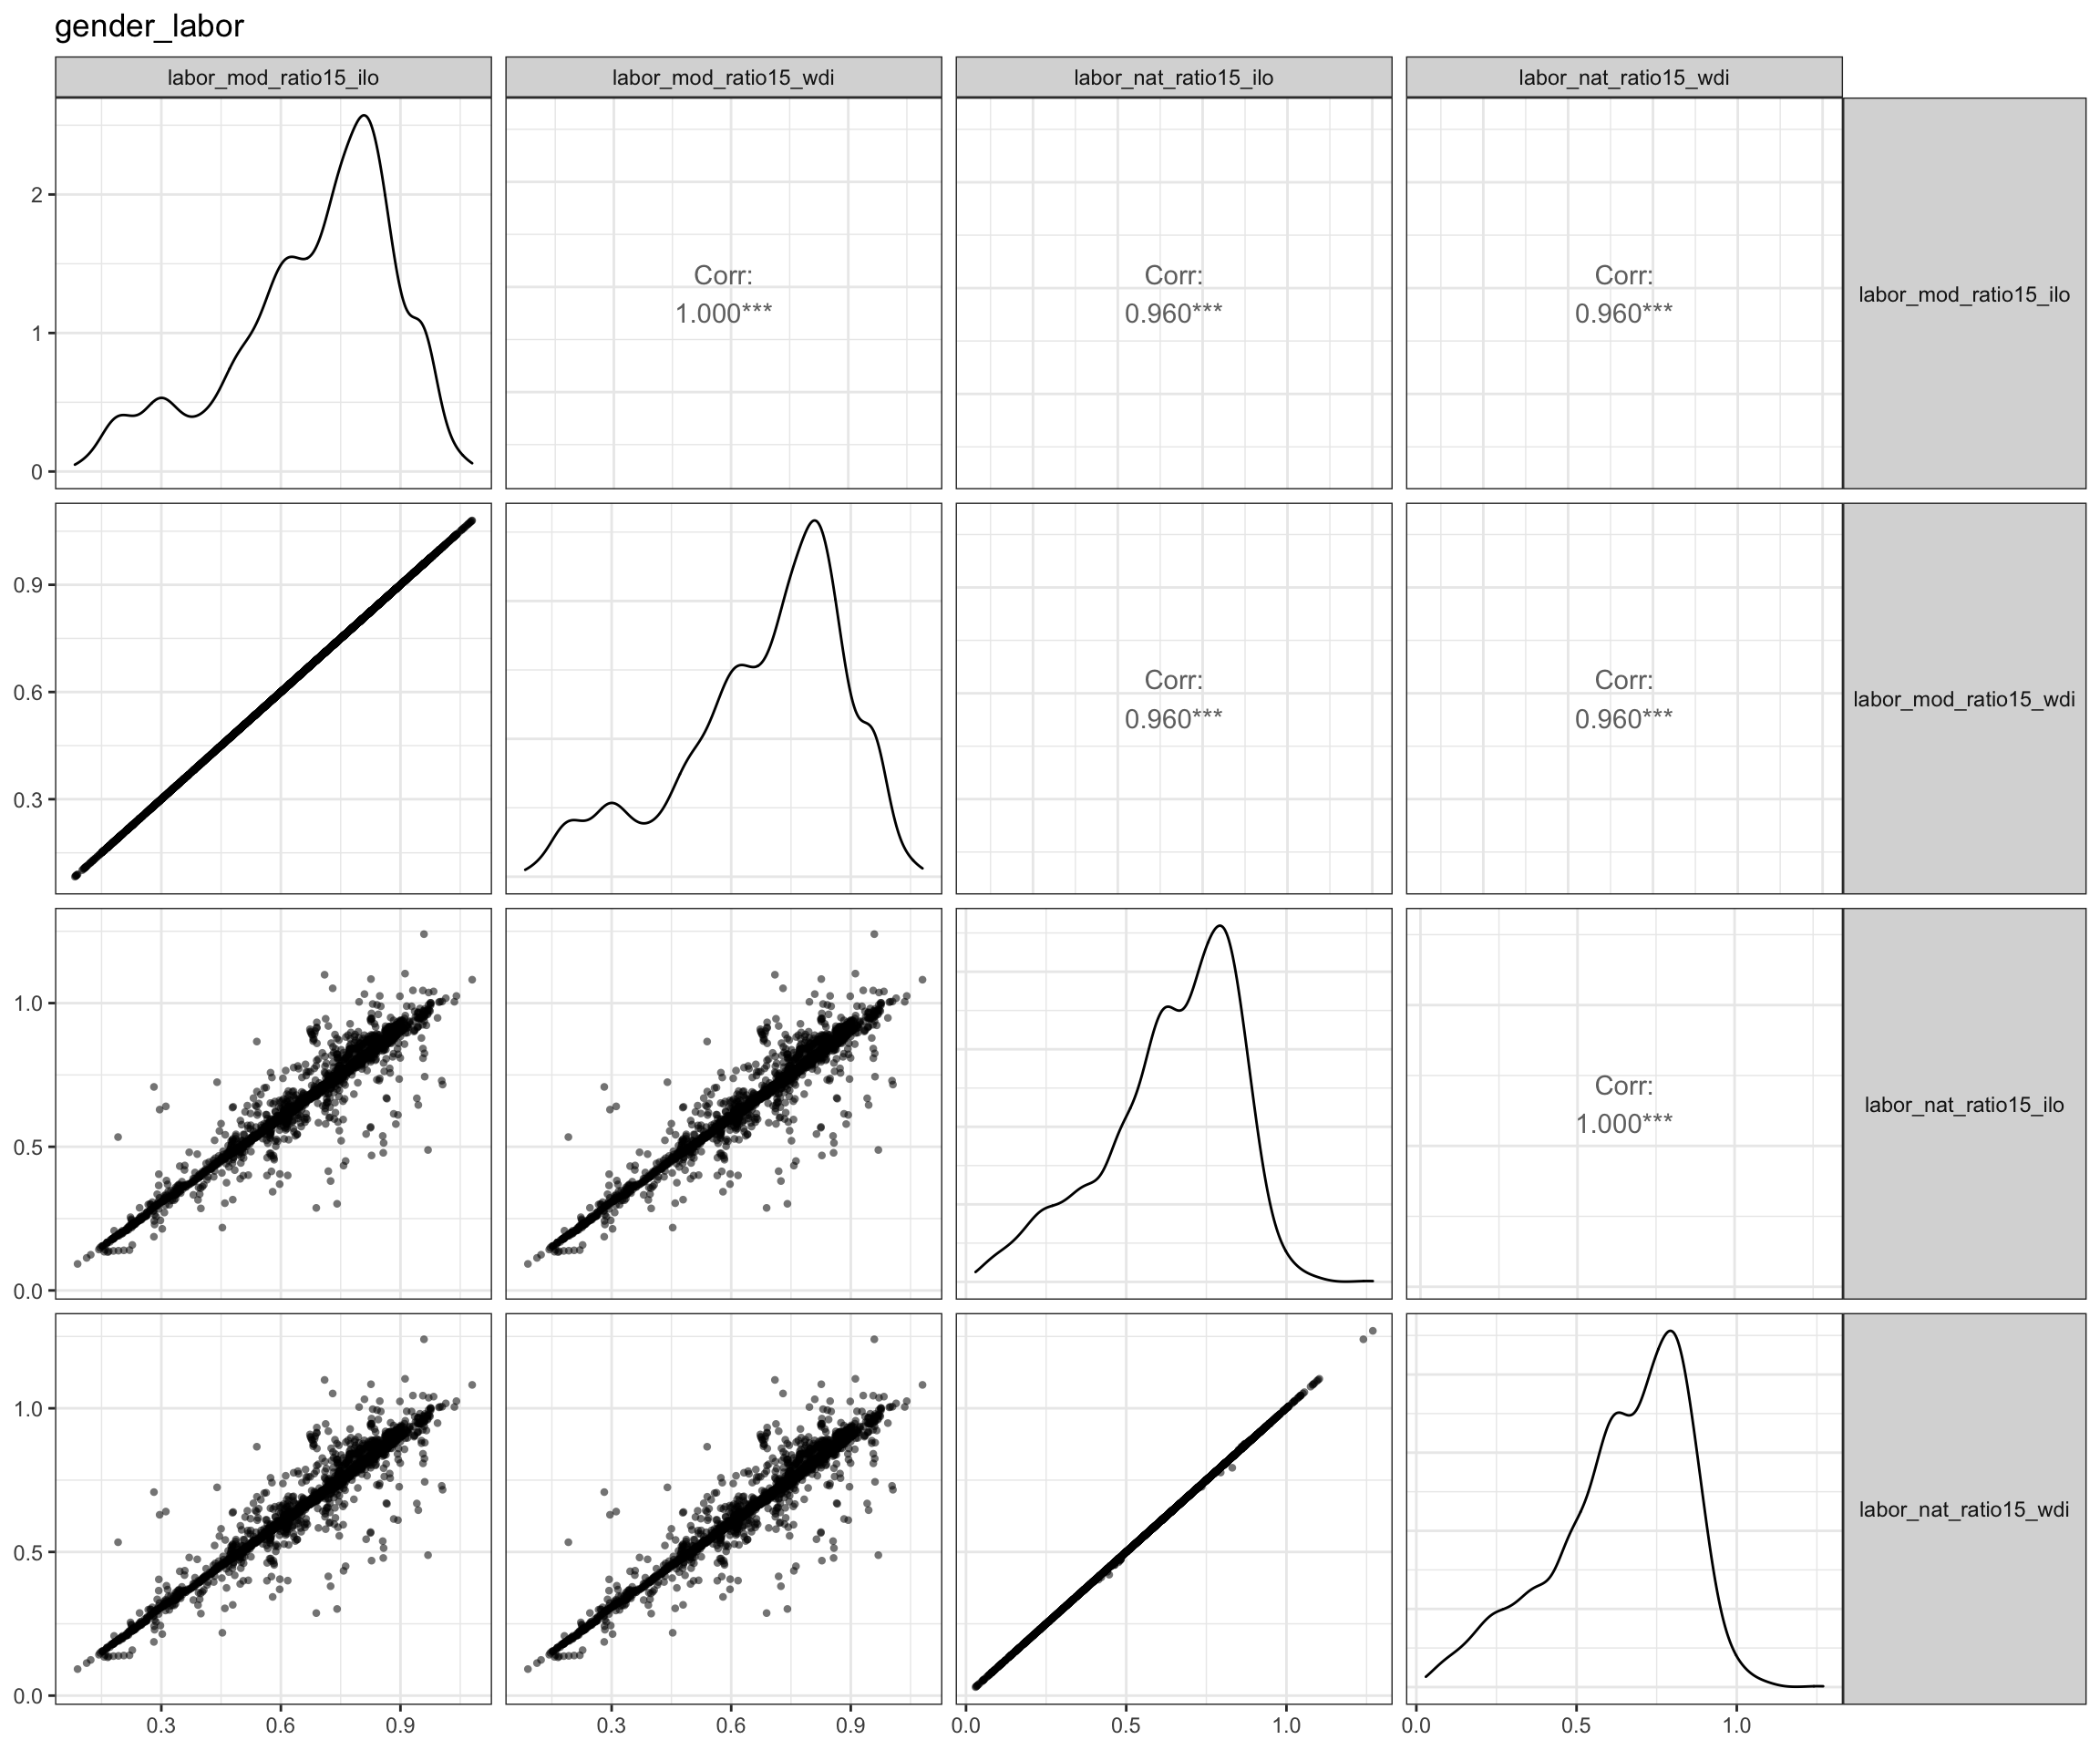 gender_labor
labor_mod_ratio15_ilo labor_mod_ratio15_wdi labor_nat_ratio15_ilo labor_nat_ratio15_wdi
2
1
0
Corr:
1.000***
Corr:
0.960***
Corr:
0.960***
labor_mod_ratio15_ilo
0.9
0.6
0.3
Corr:
0.960***
Corr:
0.960***
labor_mod_ratio15_wdi
1.0
0.5
0.0
Corr:
1.000***
labor_nat_ratio15_ilo
1.0
0.5
0.0
labor_nat_ratio15_wdi
0.3 0.6 0.9 0.3 0.6 0.9 0.0 0.5 1.0 0.0 0.5 1.0